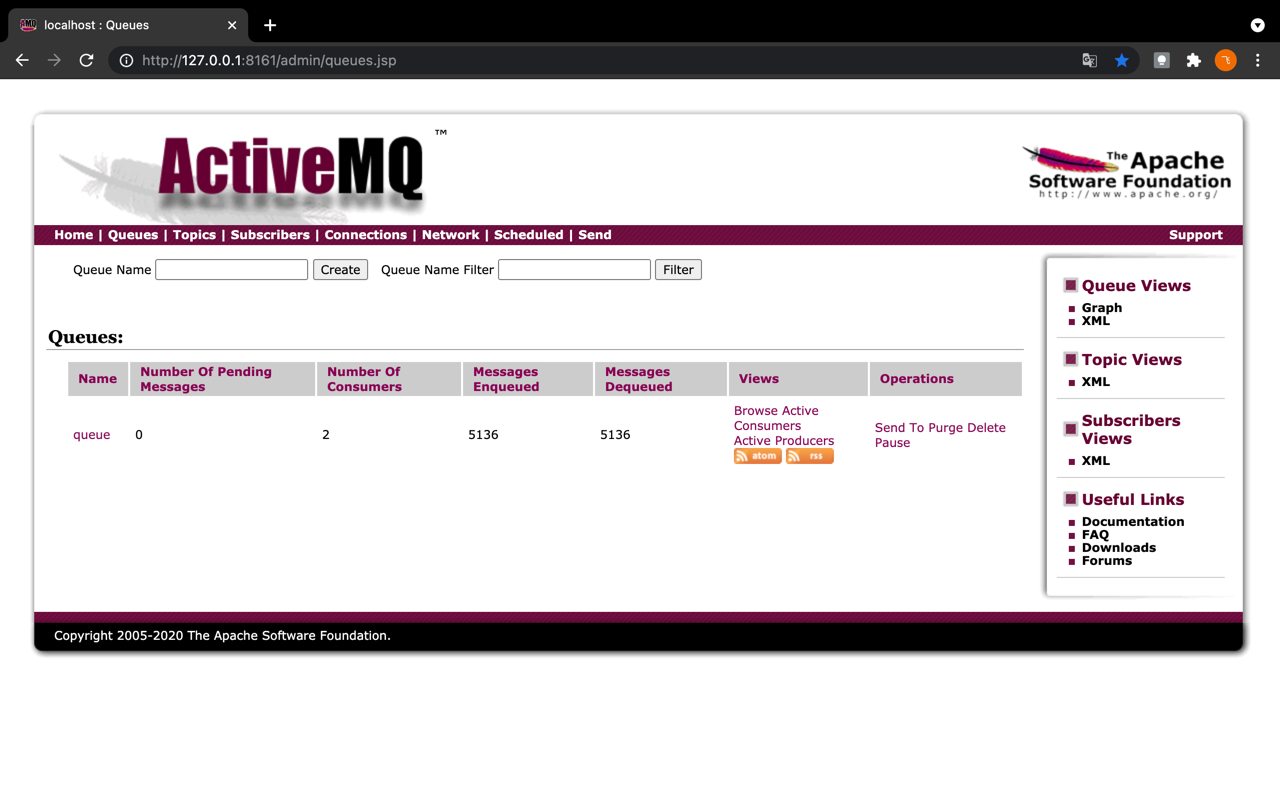 localhost : Queues
http://127.0.0.1:8161/admin/queues.jsp
ActiveMQ ™
The Apache
Software Foundation
http://www.apache.org/
Home | Queues | Topics | Subscribers | Connections | Network | Scheduled | Send
Support
Queue Name Create Queue Name Filter Filter
Queues:
Name
Number Of Pending
Messages
Number Of
Consumers
Messages
Enqueued
Messages
Dequeued
Views
Operations
queue
0
2
5136
5136
Browse Active
Consumers
Active Producers
atom rss
Send To Purge Delete
Pause
Queue Views
Graph
XML
Topic Views
XML
Subscribers
Views
XML
Useful Links
Documentation
FAQ
Downloads
Forums
Copyright 2005-2020 The Apache Software Foundation.